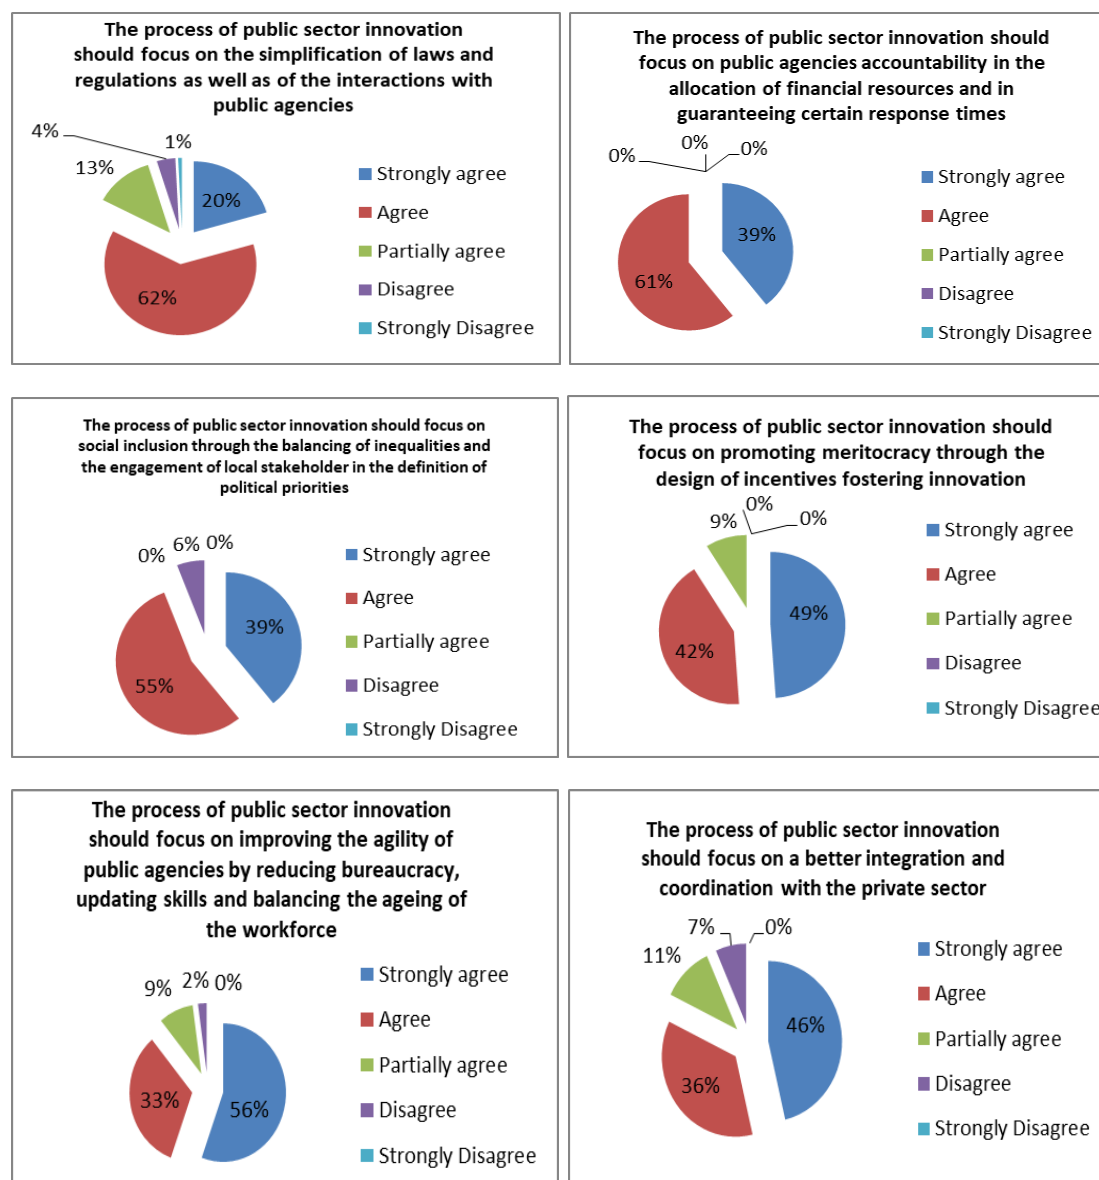 The process of public sector innovation
should focus on the simplification of laws and
regulations as well as of the interactions with
public agencies
4%
1%
13%
20%
62%
Strongly agree
Agree
Partially agree
Disagree
Strongly Disagree
The process of public sector innovation should
focus on public agencies accountability in the
allocation of financial resources and in
guaranteeing certain response times
0%
0%
0%
39%
61%
Strongly agree
Agree
Partially agree
Disagree
Strongly Disagree
The process of public sector innovation should focus on
social inclusion through the balancing of inequalities and
the engagement of local stakeholder in the definition of
political priorities
0%
6%
0%
39%
55%
Strongly agree
Agree
Partially agree
Disagree
Strongly Disagree
The process of public sector innovation should
focus on promoting meritocracy through the
design of incentives fostering innovation
0%
9%
0%
49%
42%
Strongly agree
Agree
Partially agree
Disagree
Strongly Disagree
The process of public sector innovation
should focus on improving the agility of
public agencies by reducing bureaucracy,
updating skills and balancing the ageing of
the workforce
9%
2%
0%
33%
56%
Strongly agree
Agree
Partially agree
Disagree
Strongly Disagree
The process of public sector innovation
should focus on a better integration and
coordination with the private sector
7%
0%
11%
46%
36%
Strongly agree
Agree
Partially agree
Disagree
Strongly Disagree